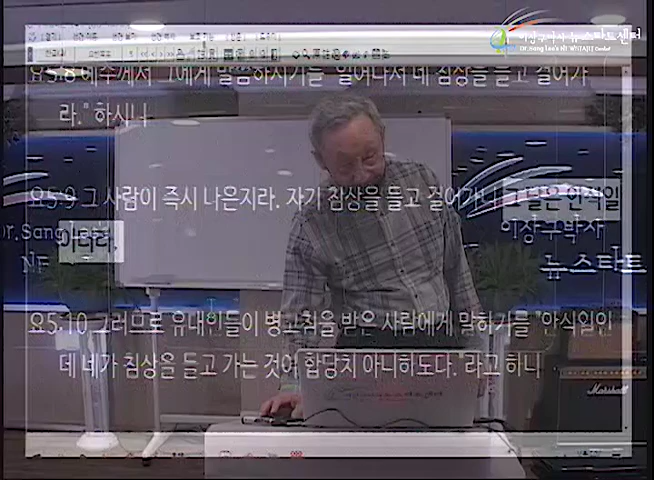 이상구박사 뉴스타트센터
Dr.Sang Lee's NEWSTART Center
요5:8 예수께서 그에게 말씀하시기를 "일어나서 네 침상을 들고 걸어가
라." 하시니
요5:9 그 사람이 즉시 나은지라. 자기 침상을 들고 걸어가니 그 날은 안식일
이더라.
Dr.Sang Lee
이상구박사
뉴스타트
요5:10 그러므로 유대인들이 병고침을 받은 사람에게 말하기를 "안식일인
데 네가 침상을 들고 가는 것이 합당치 아니하도다." 라고 하니
Marshall